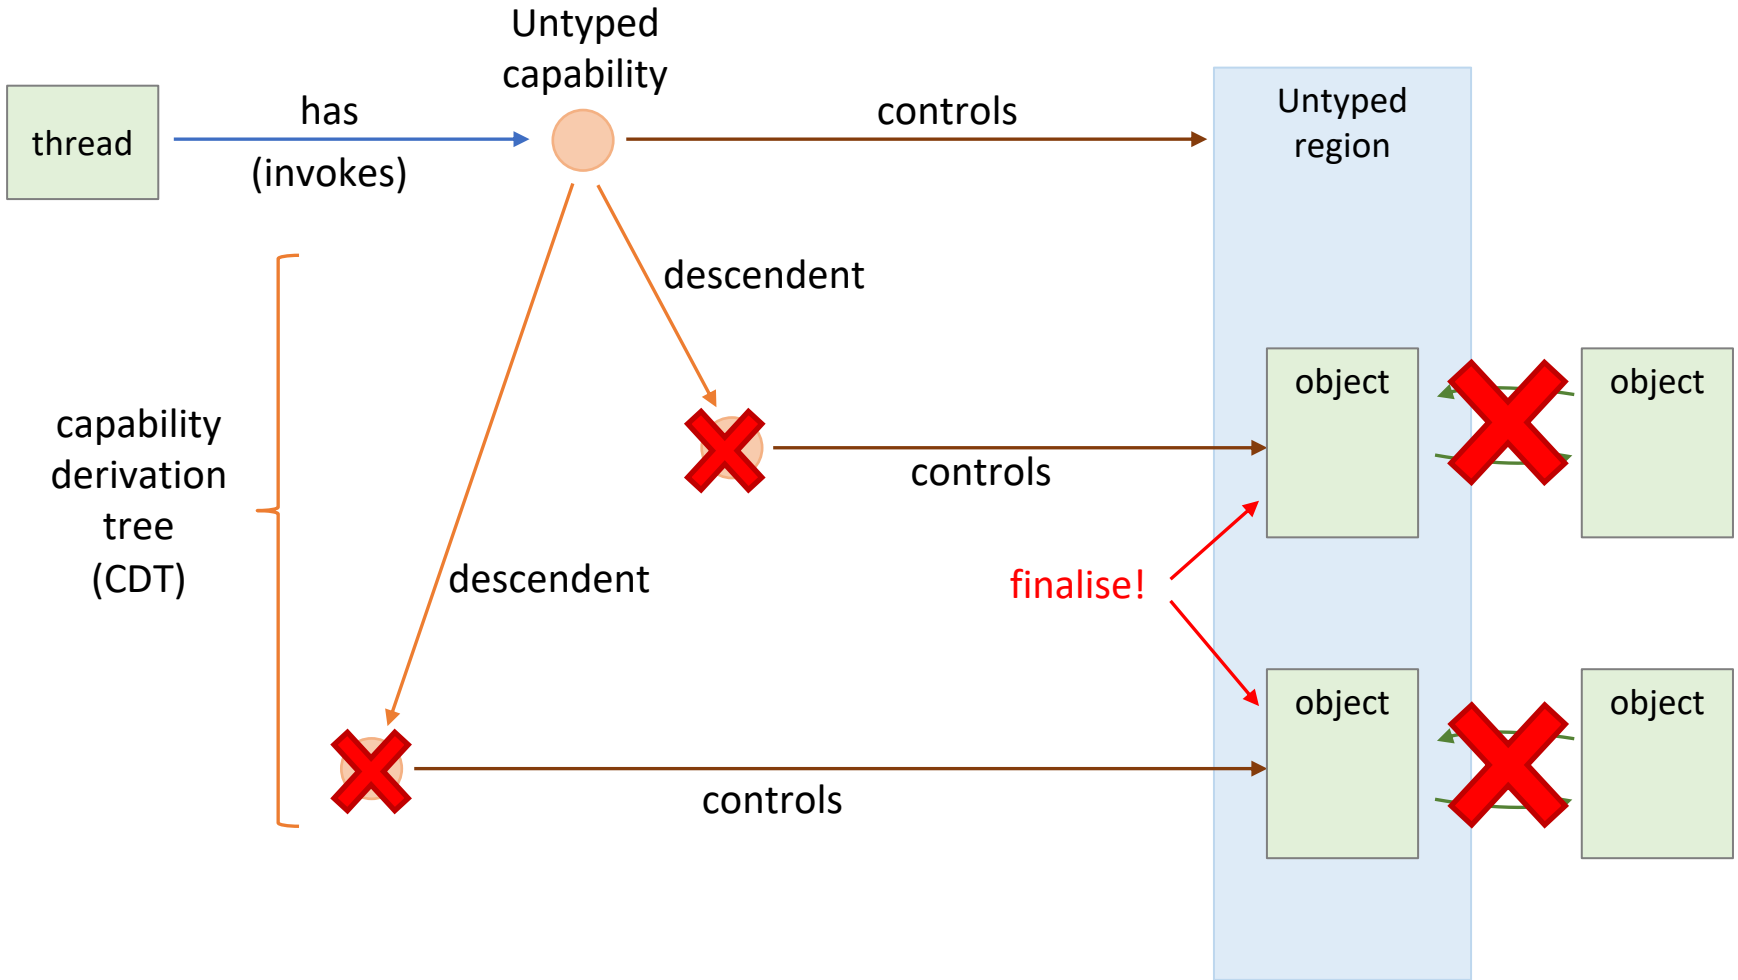 Untyped
capability
thread
has
(invokes)
controls
Untyped
region
descendent
object
object
capability
derivation
tree
(CDT)
controls
descendent
finalise!
object
object
controls